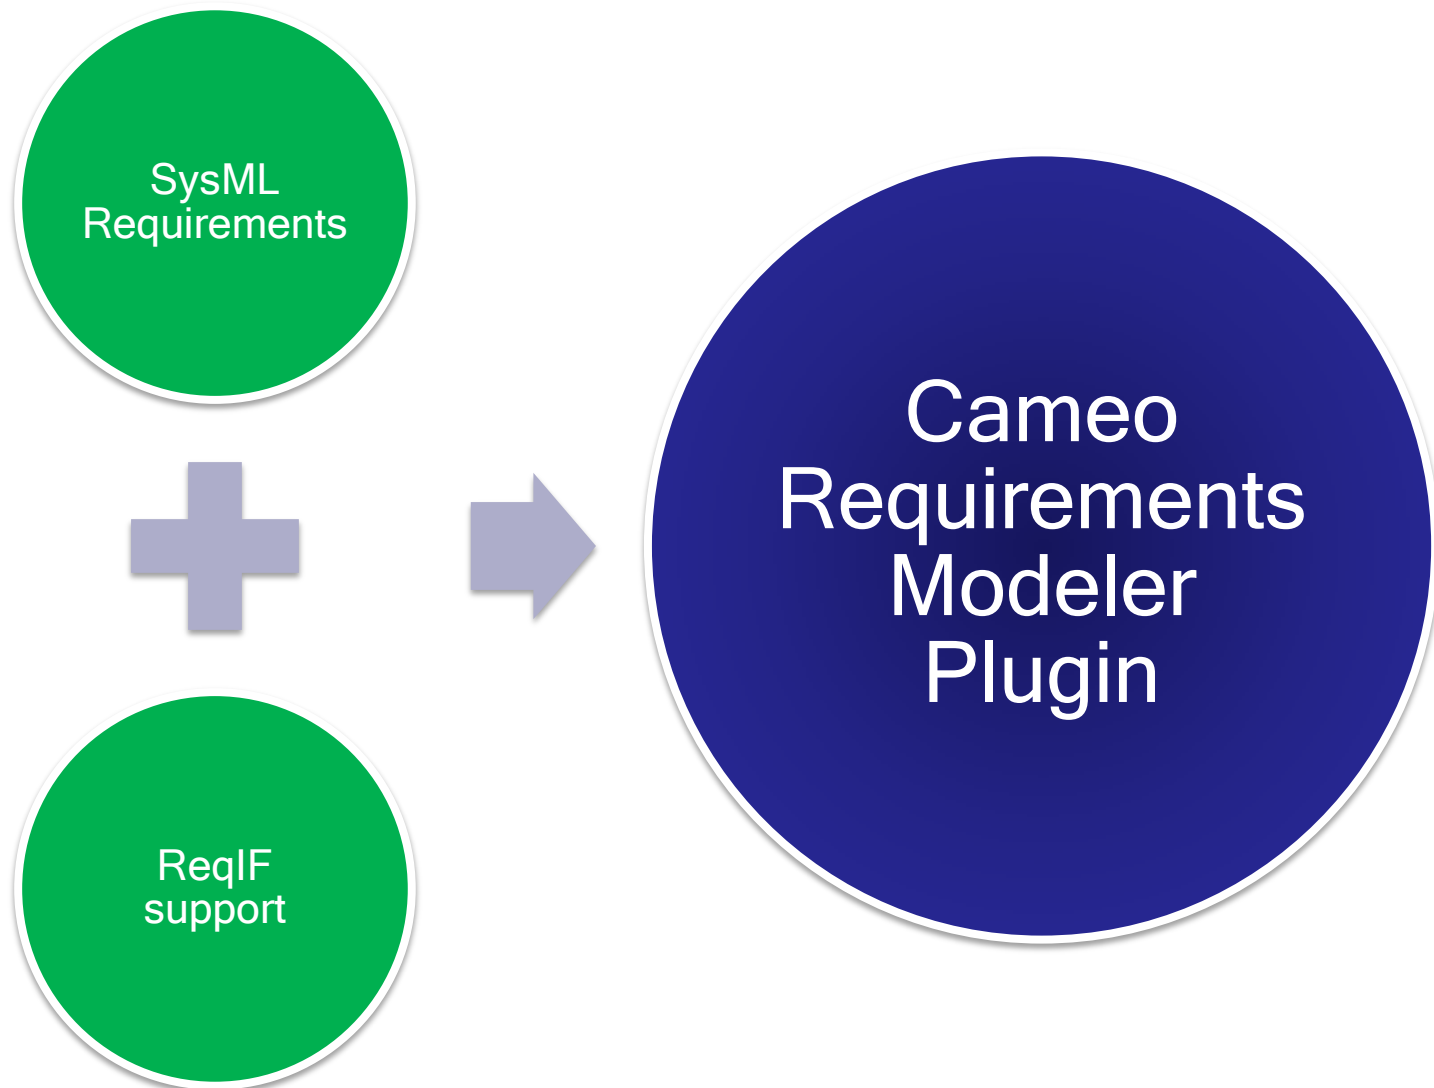 SysML
Requirements
ReqIF
support
Cameo
Requirements
Modeler
Plugin